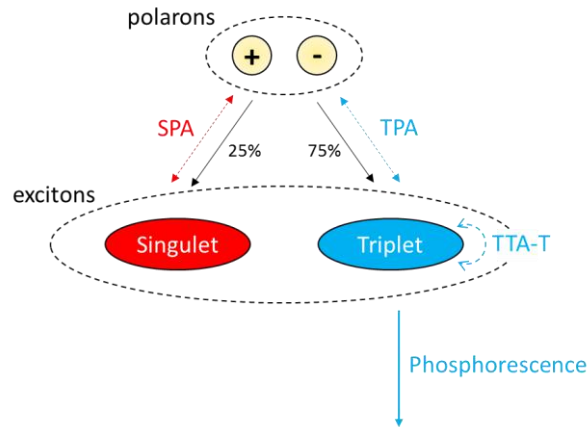 polarons
+ -
SPA
TPA
25%
75%
excitons
Singulet
Triplet
TTA-T
Phosphorescence